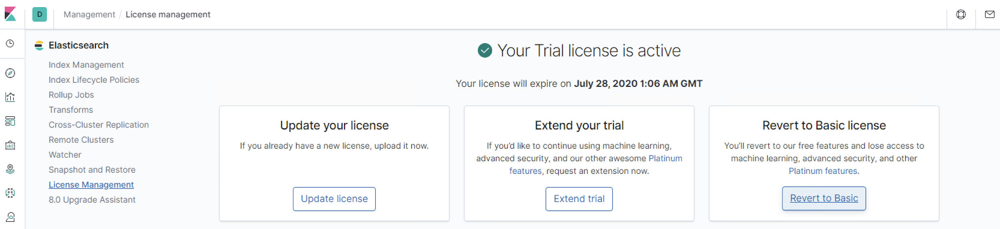 D
Management / License management
Elasticsearch
Index Management
Index Lifecycle Policies
Rollup Jobs
Transforms
Cross-Cluster Replication
Remote Clusters
Watcher
Snapshot and Restore
License Management
8.0 Upgrade Assistant
Your Trial license is active
Your license will expire on July 28, 2020 1:06 AM GMT
Update your license
If you already have a new license, upload it now.
Update license
Extend your trial
If you’d like to continue using machine learning,
advanced security, and our other awesome Platinum
features, request an extension now.
Extend trial
Revert to Basic license
You’ll revert to our free features and lose access to
machine learning, advanced security, and other
Platinum features.
Revert to Basic